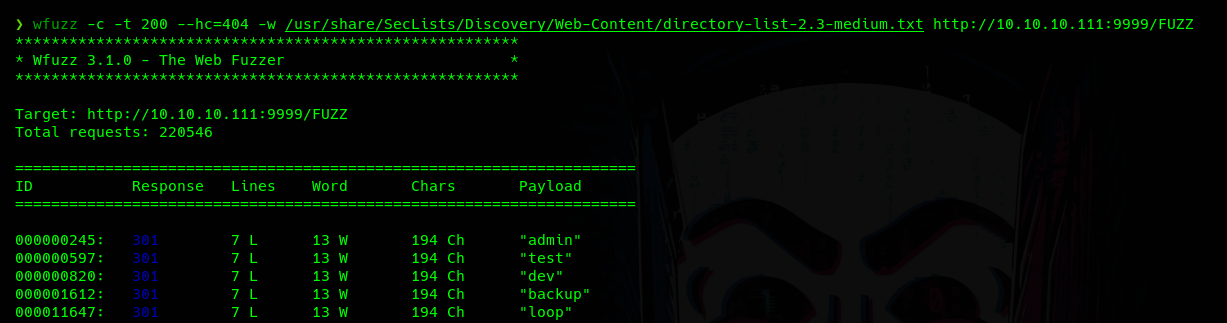 ❯ wfuzz -c -t 200 --hc=404 -w /usr/share/SecLists/Discovery/Web-Content/directory-list-2.3-medium.txt http://10.10.10.111:9999/FUZZ
********************************************************
* Wfuzz 3.1.0 - The Web Fuzzer                         *
********************************************************

Target: http://10.10.10.111:9999/FUZZ
Total requests: 220546

=====================================================================
ID           Response   Lines    Word       Chars       Payload
=====================================================================

000000245:   301        7 L      13 W       194 Ch      "admin"
000000597:   301        7 L      13 W       194 Ch      "test"
000000820:   301        7 L      13 W       194 Ch      "dev"
000001612:   301        7 L      13 W       194 Ch      "backup"
000011647:   301        7 L      13 W       194 Ch      "loop"